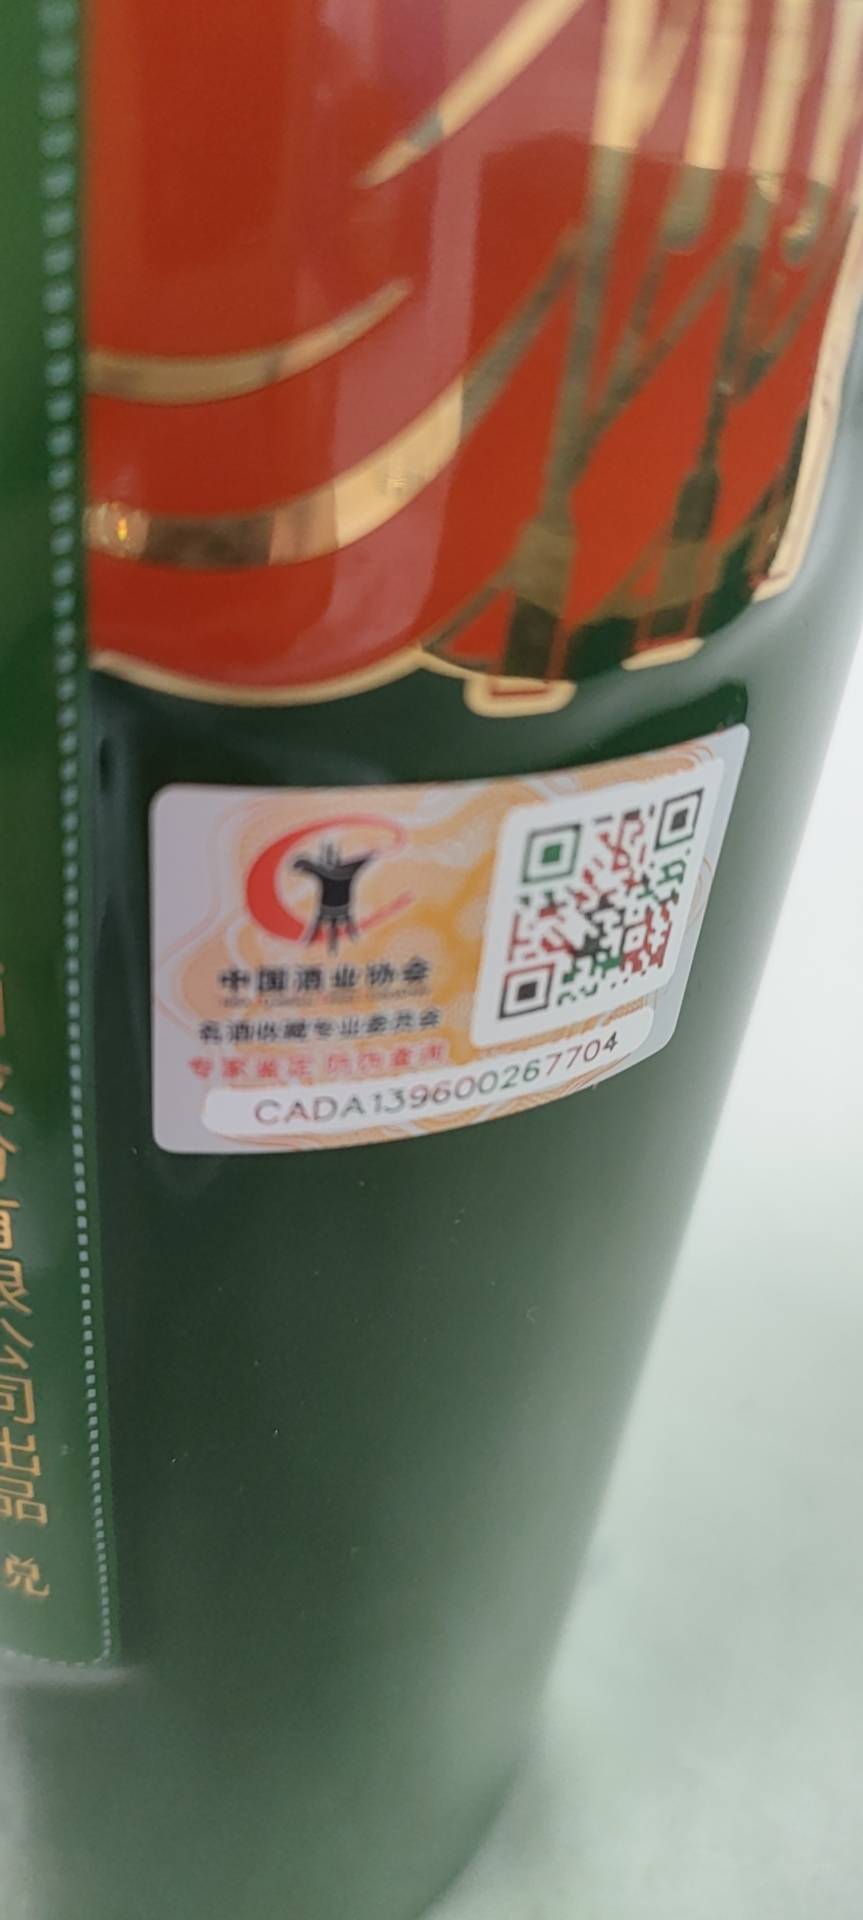 中国酒业协会
名酒收藏专业委员会
专家鉴定 防伪查询
CADA139600267704
有限公司出品
兑